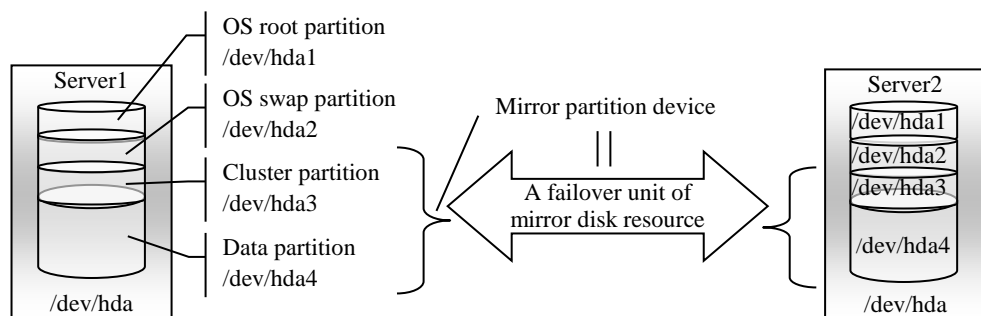 OS root partition
/dev/hda1
Server1
OS swap partition
/dev/hda2
Cluster partition
/dev/hda3
Data partition
/dev/hda4
/dev/hda
Mirror partition device
A failover unit of
mirror disk resource
Server2
/dev/hda1
/dev/hda2
/dev/hda3
/dev/hda4
/dev/hda